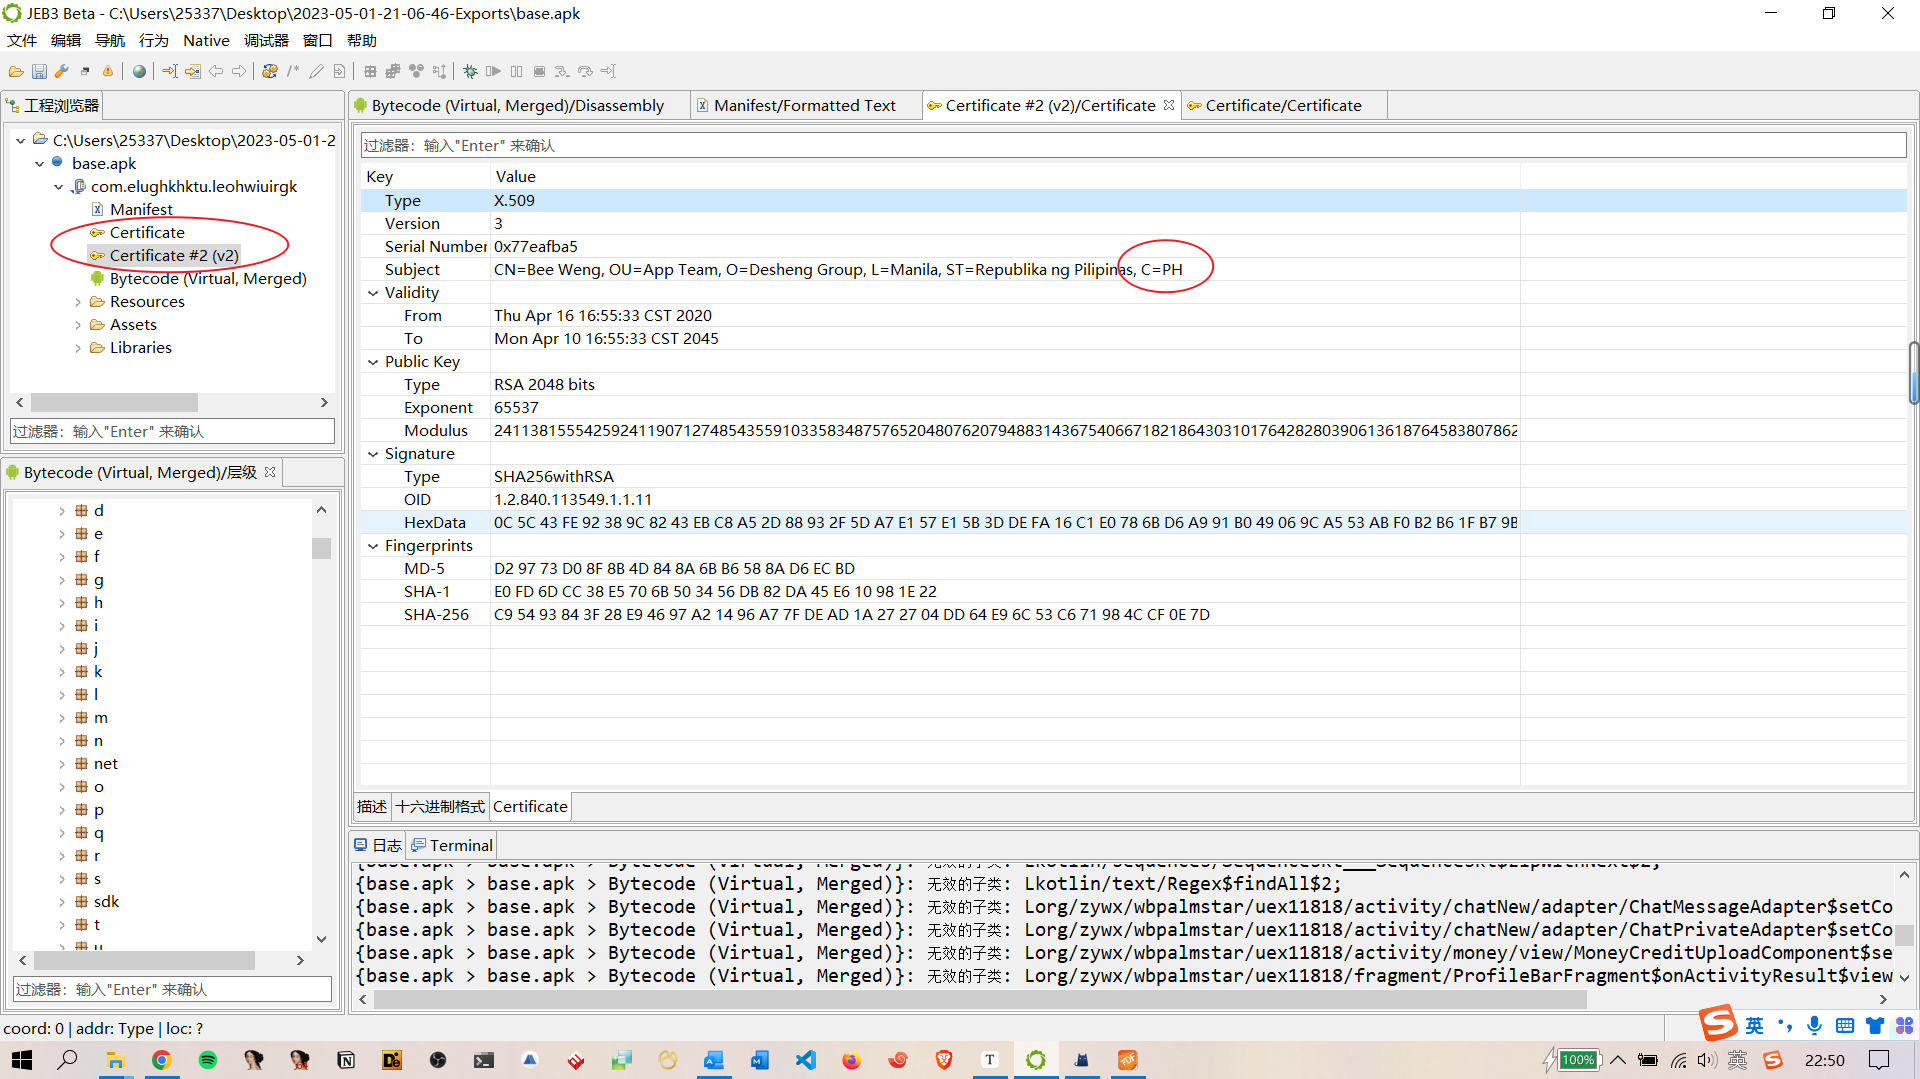 JEB3 Beta - C:\Users\25337\Desktop\2023-05-01-21-06-46-Exports\base.apk
文件 编辑 导航 行为 Native 调试器 窗口 帮助
工程浏览器
C:\Users\25337\Desktop\2023-05-01-2
base.apk
com.elughkhktu.leohwiuirgk
Manifest
Certificate
Certificate #2 (v2)
Bytecode (Virtual, Merged)
Resources
Assets
Libraries
过滤器: 输入"Enter" 来确认
Bytecode (Virtual, Merged)/层级
d
e
f
g
h
i
j
k
l
m
n
net
o
p
q
r
s
sdk
t
u
过滤器: 输入"Enter" 来确认
Bytecode (Virtual, Merged)/Disassembly
Manifest/Formatted Text
Certificate #2 (v2)/Certificate
Certificate/Certificate
过滤器: 输入"Enter" 来确认
Key Value
Type X.509
Version 3
Serial Number 0x77eafba5
Subject CN=Bee Weng, OU=App Team, O=Desheng Group, L=Manila, ST=Republika ng Pilipinas, C=PH
Validity
From Thu Apr 16 16:55:33 CST 2020
To Mon Apr 10 16:55:33 CST 2045
Public Key
Type RSA 2048 bits
Exponent 65537
Modulus 241138155542592411907127485435591033583487576520480762079488314367540667182186430310176428280390613618764583807862
Signature
Type SHA256withRSA
OID 1.2.840.113549.1.1.11
HexData 0C 5C 43 FE 92 38 9C 82 43 EB C8 A5 2D 88 93 2F 5D A7 E1 57 E1 5B 3D DE FA 16 C1 E0 78 6B D6 A9 91 B0 49 06 9C A5 53 AB F0 B2 B6 1F B7 9B
Fingerprints
MD-5 D2 97 73 D0 8F 8B 4D 84 8A 6B B6 58 8A D6 EC BD
SHA-1 E0 FD 6D CC 38 E5 70 6B 50 34 56 DB 82 DA 45 E6 10 98 1E 22
SHA-256 C9 54 93 84 3F 28 E9 46 97 A2 14 96 A7 7F DE AD 1A 27 27 04 DD 64 E9 6C 53 C6 71 98 4C CF 0E 7D
描述 十六进制格式 Certificate
日志 Terminal
{base.apk > base.apk > Bytecode (Virtual, Merged)}: 无效的子类: Lkotlin/sequences/SequencesKt___SequencesKt$zipWithNext$2;
{base.apk > base.apk > Bytecode (Virtual, Merged)}: 无效的子类: Lkotlin/text/Regex$findAll$2;
{base.apk > base.apk > Bytecode (Virtual, Merged)}: 无效的子类: Lorg/zywx/wbpalmstar/uex11818/activity/chatNew/adapter/ChatMessageAdapter$setCo
{base.apk > base.apk > Bytecode (Virtual, Merged)}: 无效的子类: Lorg/zywx/wbpalmstar/uex11818/activity/chatNew/adapter/ChatPrivateAdapter$setCo
{base.apk > base.apk > Bytecode (Virtual, Merged)}: 无效的子类: Lorg/zywx/wbpalmstar/uex11818/activity/money/view/MoneyCreditUploadComponent$se
{base.apk > base.apk > Bytecode (Virtual, Merged)}: 无效的子类: Lorg/zywx/wbpalmstar/uex11818/fragment/ProfileBarFragment$onActivityResult$view
coord: 0 | addr: Type | loc: ?
英
100%
英
22:50